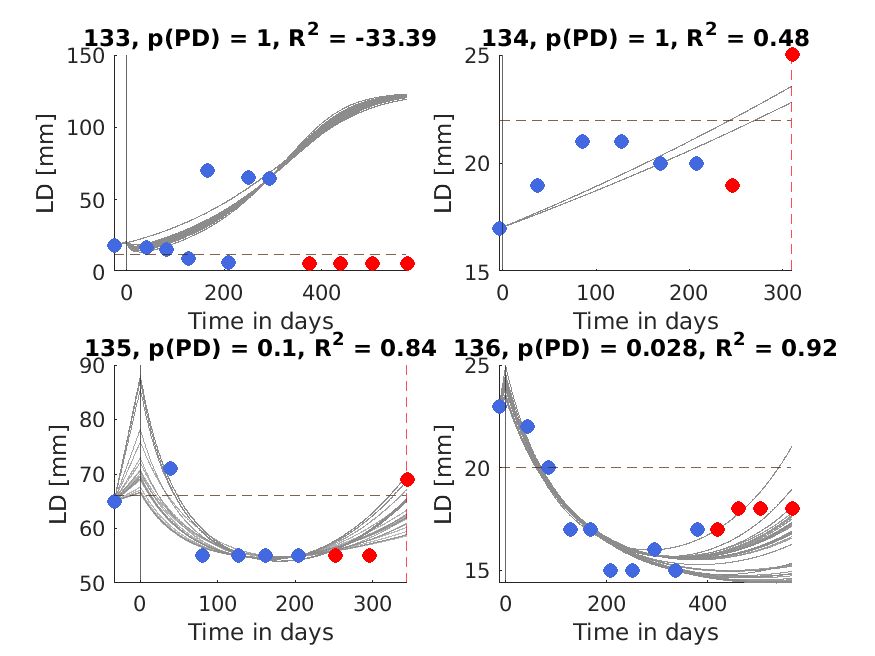 133, p(PD) = 1, R² = -33.39
134, p(PD) = 1, R² = 0.48
150
100
50
0
LD [mm]
0
200
400
Time in days
25
20
15
LD [mm]
0
100
200
300
Time in days
135, p(PD) = 0.1, R² = 0.84
136, p(PD) = 0.028, R² = 0.92
90
80
70
60
50
LD [mm]
0
100
200
300
Time in days
25
20
15
LD [mm]
0
200
400
Time in days